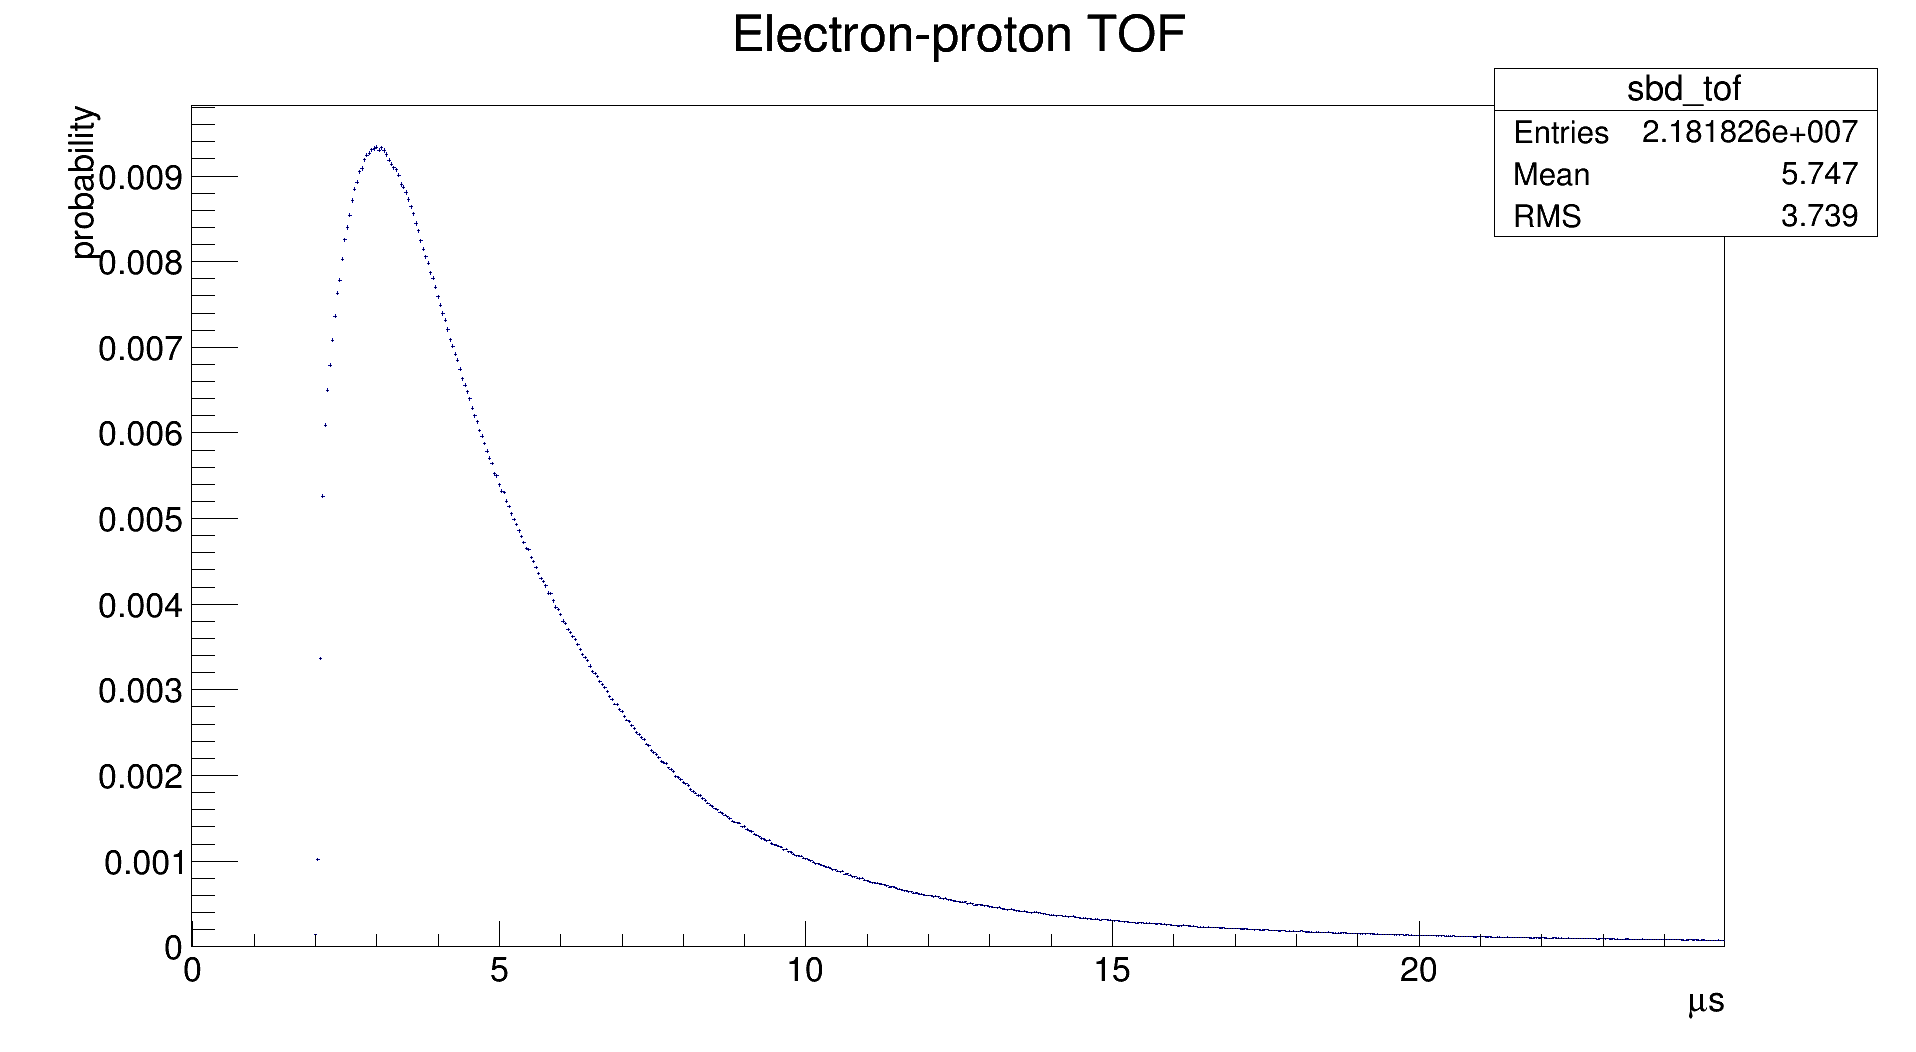 Electron-proton TOF
sbd_tof
Entries 2.181826e+007
Mean 5.747
RMS 3.739
probability
0.009
0.008
0.007
0.006
0.005
0.004
0.003
0.002
0.001
0
0 5 10 15 20
μs